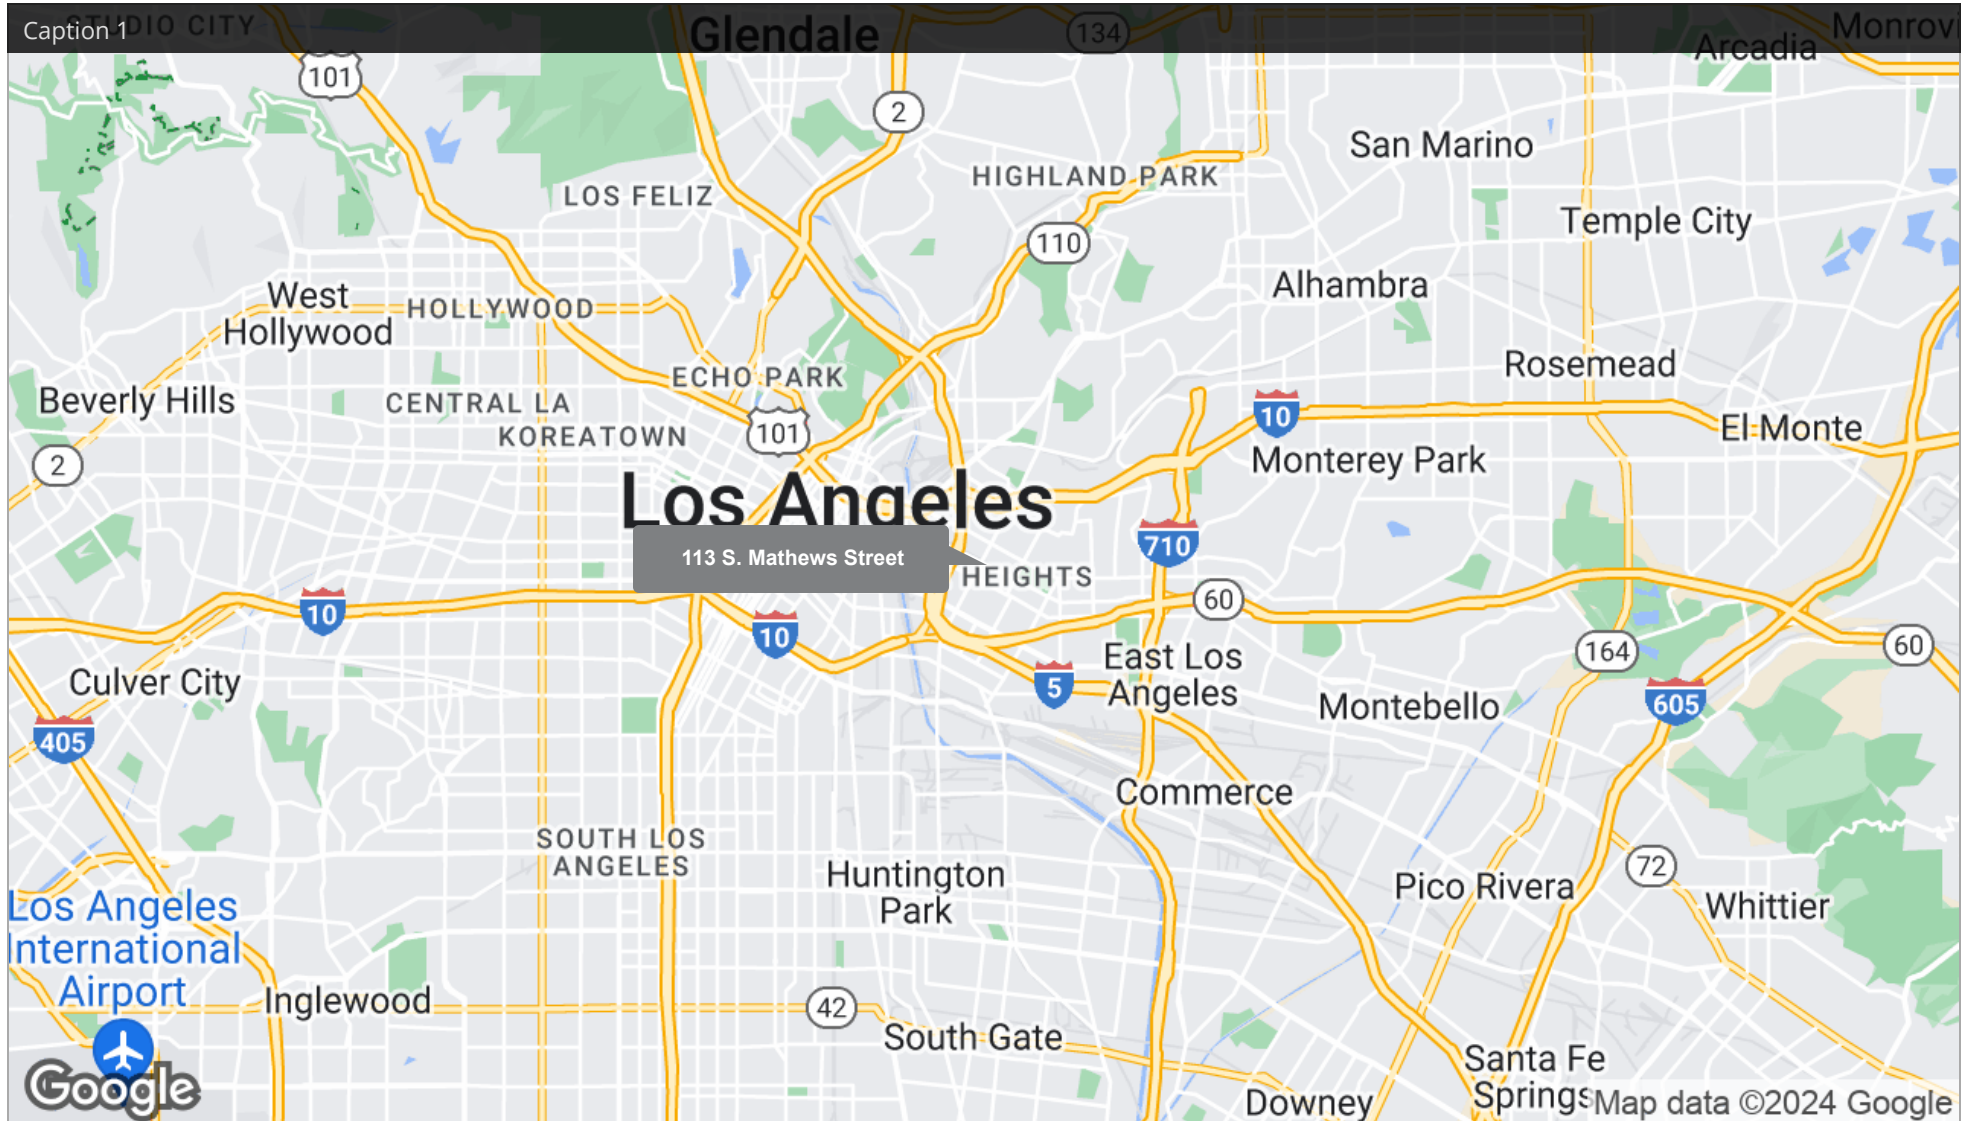 Caption 1
STUDIO CITY
Glendale
134
Arcadia
Monrovi
101
2
San Marino
HIGHLAND PARK
LOS FELIZ
Temple City
110
Alhambra
West
Hollywood
HOLLYWOOD
Rosemead
ECHO PARK
Beverly Hills
CENTRAL LA
10
El Monte
KOREATOWN
101
2
Monterey Park
Los Angeles
710
113 S. Mathews Street
HEIGHTS
60
10
10
164
60
East Los
Angeles
Culver City
5
Montebello
605
405
Commerce
SOUTH LOS
ANGELES
72
Huntington
Park
Pico Rivera
Whittier
Los Angeles
International
Airport
Inglewood
42
South Gate
Santa Fe
Springs
Downey
Google
Map data ©2024 Google